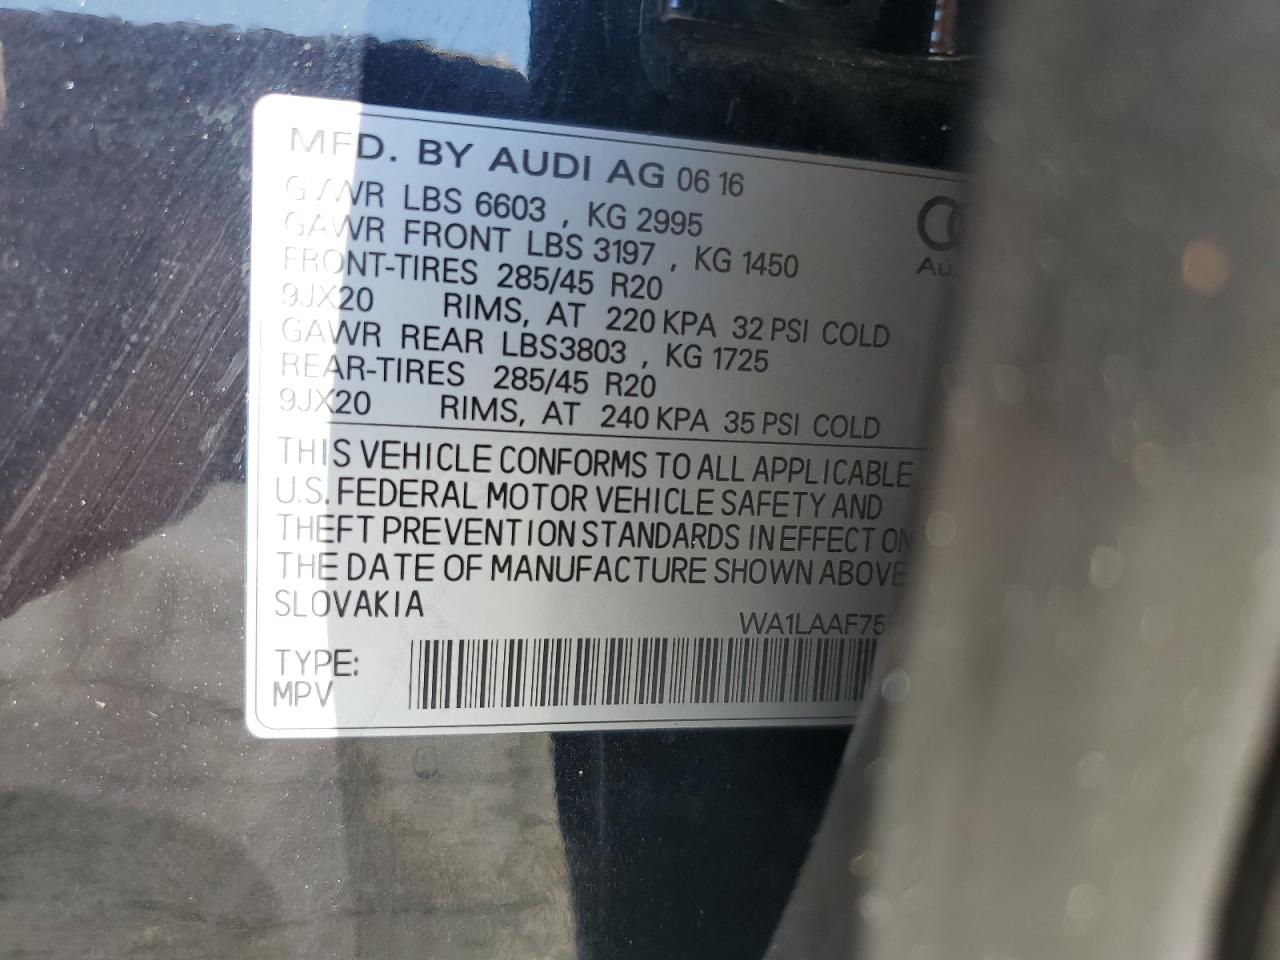 MFD. BY AUDI AG 06 16
GVWR LBS 6603 , KG 2995
GAWR FRONT LBS 3197 , KG 1450
FRONT-TIRES 285/45 R20
9JX20 RIMS, AT 220 KPA 32 PSI COLD
GAWR REAR LBS3803 , KG 1725
REAR-TIRES 285/45 R20
9JX20 RIMS, AT 240 KPA 35 PSI COLD
THIS VEHICLE CONFORMS TO ALL APPLICABLE
U.S. FEDERAL MOTOR VEHICLE SAFETY AND
THEFT PREVENTION STANDARDS IN EFFECT ON
THE DATE OF MANUFACTURE SHOWN ABOVE
SLOVAKIA
TYPE:
MPV